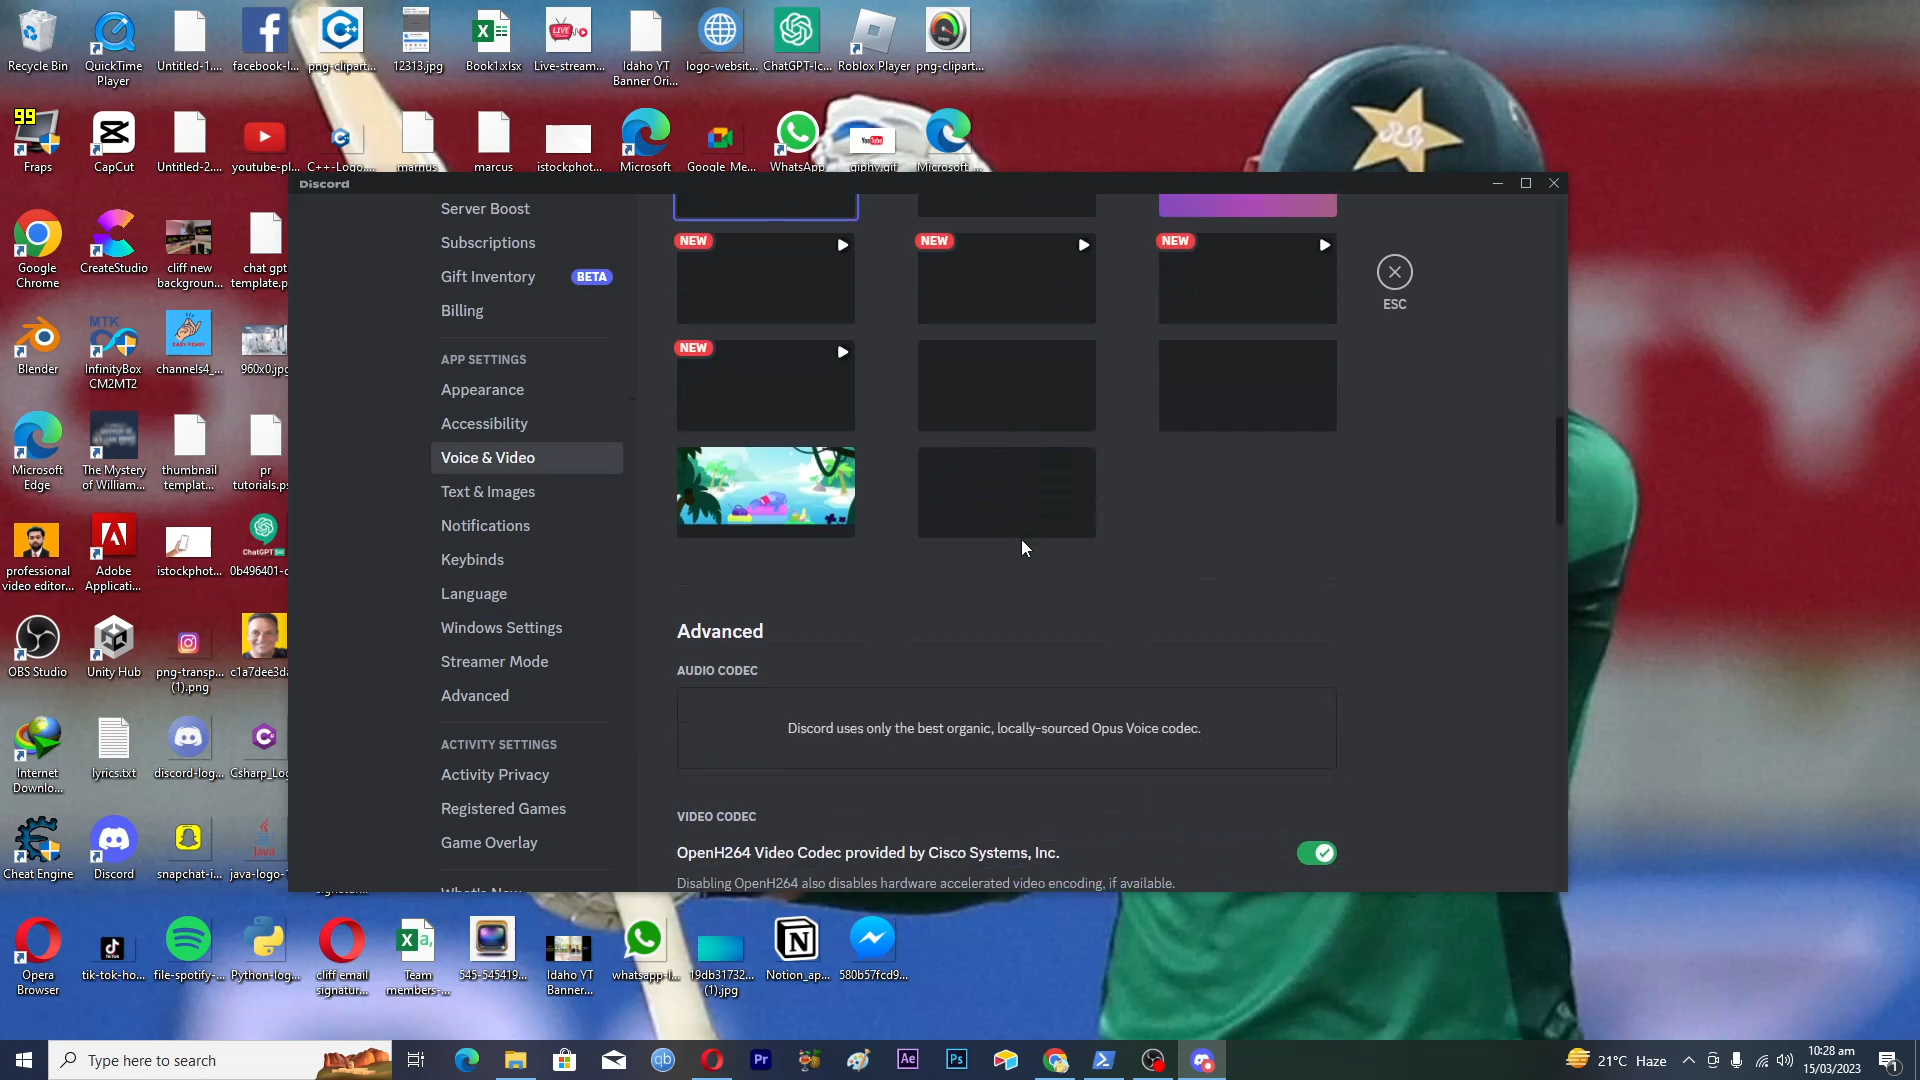 Recycle Bin
QuickTime Player
Untitled-1....
facebook-l...
png-clipart...
12313.jpg
Book1.xlsx
Live-stream...
Idaho YT Banner Ori...
logo-websit...
ChatGPT-Ic...
Roblox Player
png-clipart...
99
Fraps
CapCut
Untitled-2....
youtube-pl...
C++-Logo....
marnus
marcus
istockphot...
Microsoft
Google_Me...
WhatsApp
giphy.gif
Microsoft
Discord
Google Chrome
CreateStudio
cliff new backgroun...
chat gpt template.p
MTK
Blender
InfinityBox CM2MT2
channels4_...
960x0.jpg
Microsoft Edge
The Mystery of William...
thumbnail templat...
pr tutorials.ps
professional video editor...
Adobe Applicati...
istockphot...
ChatGPT
0b496401-c
OBS Studio
Unity Hub
png-transp... (1).png
c1a7dee3d
Internet Downlo...
lyrics.txt
discord-log...
Csharp_Log
Cheat Engine
Discord
snapchat-i...
java-logo-
Opera Browser
tik-tok-ho...
file-spotify-...
Python-log...
cliff email signatur...
Team members-...
545-545419...
Idaho YT Banner...
whatsapp-l...
19db31732... (1).jpg
Notion_ap...
580b57fcd9...
Server Boost
Subscriptions
Gift Inventory
BETA
Billing
APP SETTINGS
Appearance
Accessibility
Voice & Video
Text & Images
Notifications
Keybinds
Language
Windows Settings
Streamer Mode
Advanced
ACTIVITY SETTINGS
Activity Privacy
Registered Games
Game Overlay
What's New
NEW
NEW
NEW
NEW
ESC
Advanced
AUDIO CODEC
Discord uses only the best organic, locally-sourced Opus Voice codec.
VIDEO CODEC
OpenH264 Video Codec provided by Cisco Systems, Inc.
Disabling OpenH264 also disables hardware accelerated video encoding, if available.
Type here to search
21°C Haze
10:28 am
15/03/2023
1